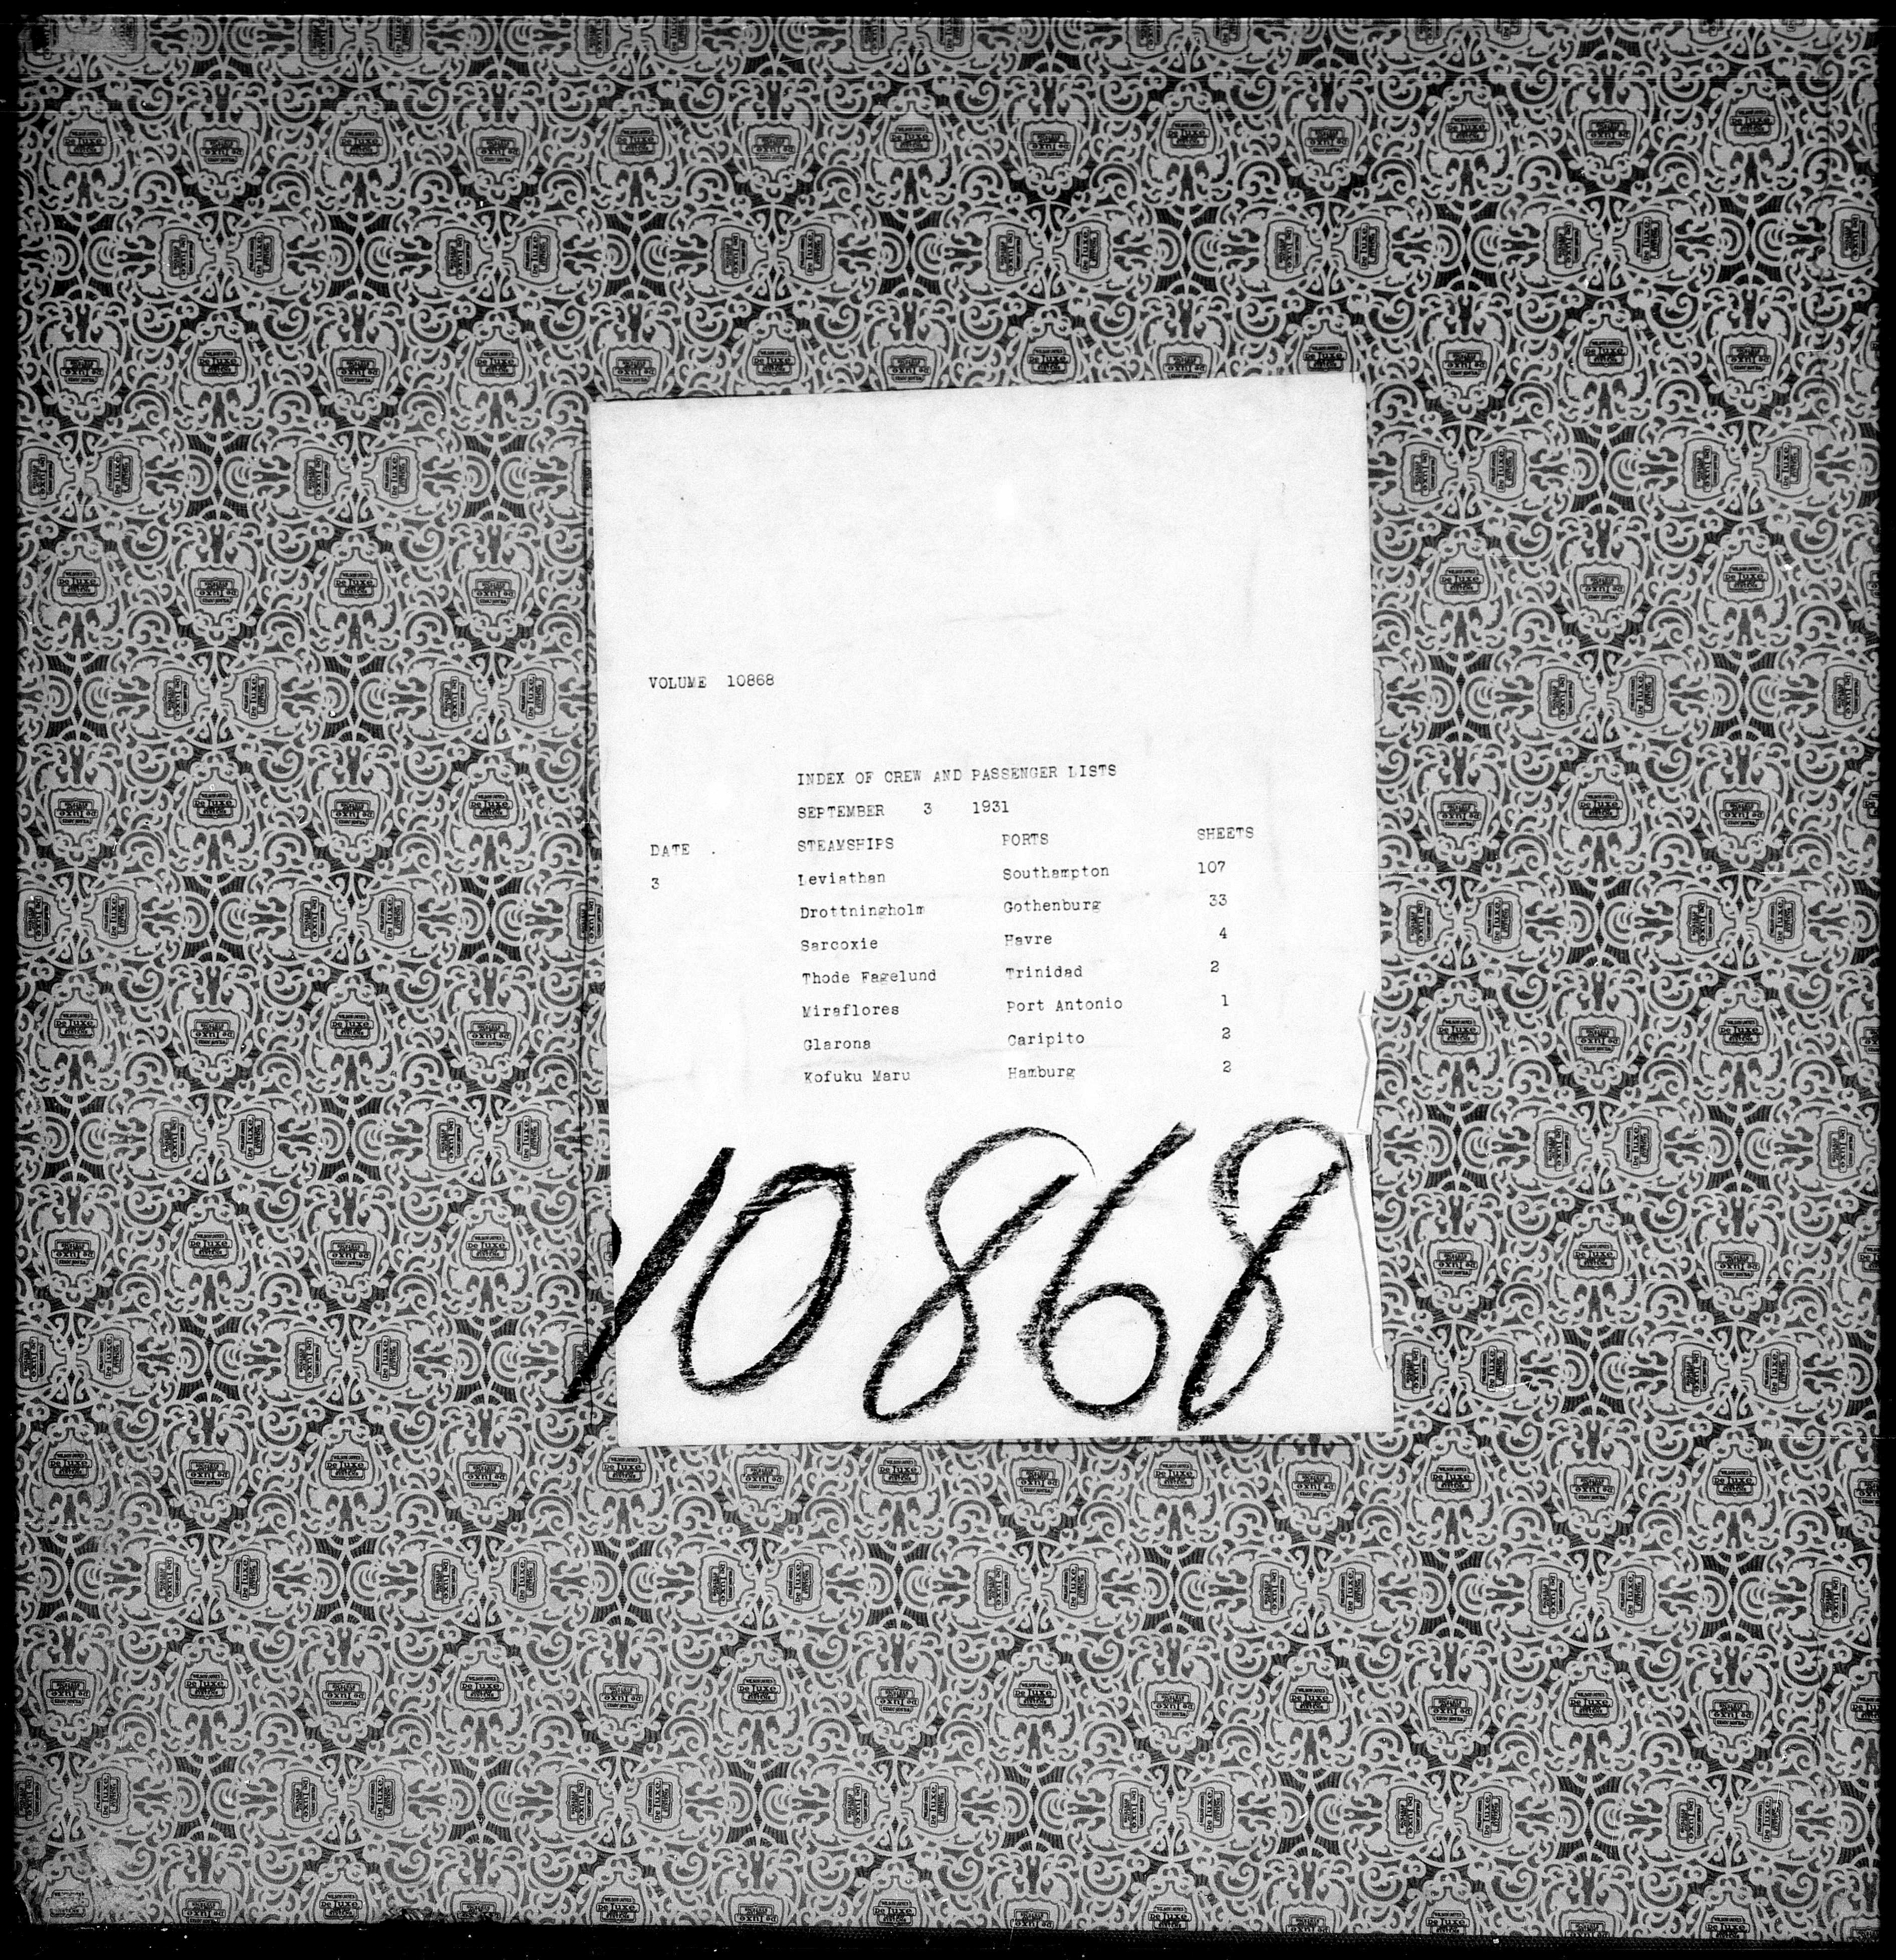 VOLUME 10868
INDEX OF CREW AND PASSENGER LISTS
SEPTEMBER 3 1931
DATE . STEAMSHIPS PORTS SHEETS
3 Leviathan Southampton 107
Drottningholm Gothenburg 33
Sarcoxie Havre 4
Thode Fagelund Trinidad 2
Miraflores Port Antonio 1
Glarona Caripito 2
Kofuku Maru Hamburg 2
10868